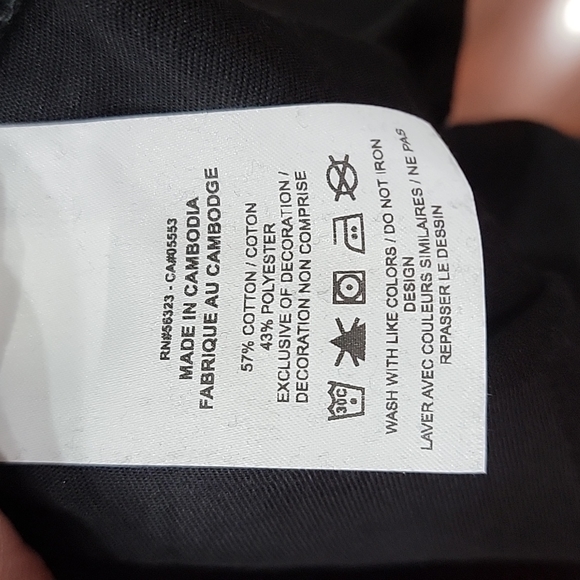 RN#56323 - CA#05553
MADE IN CAMBODIA
FABRIQUE AU CAMBODGE
57% COTTON / COTON
43% POLYESTER
EXCLUSIVE OF DECORATION /
DECORATION NON COMPRISE
30C
WASH WITH LIKE COLORS / DO NOT IRON
DESIGN
LAVER AVEC COULEURS SIMILAIRES / NE PAS
REPASSER LE DESSIN